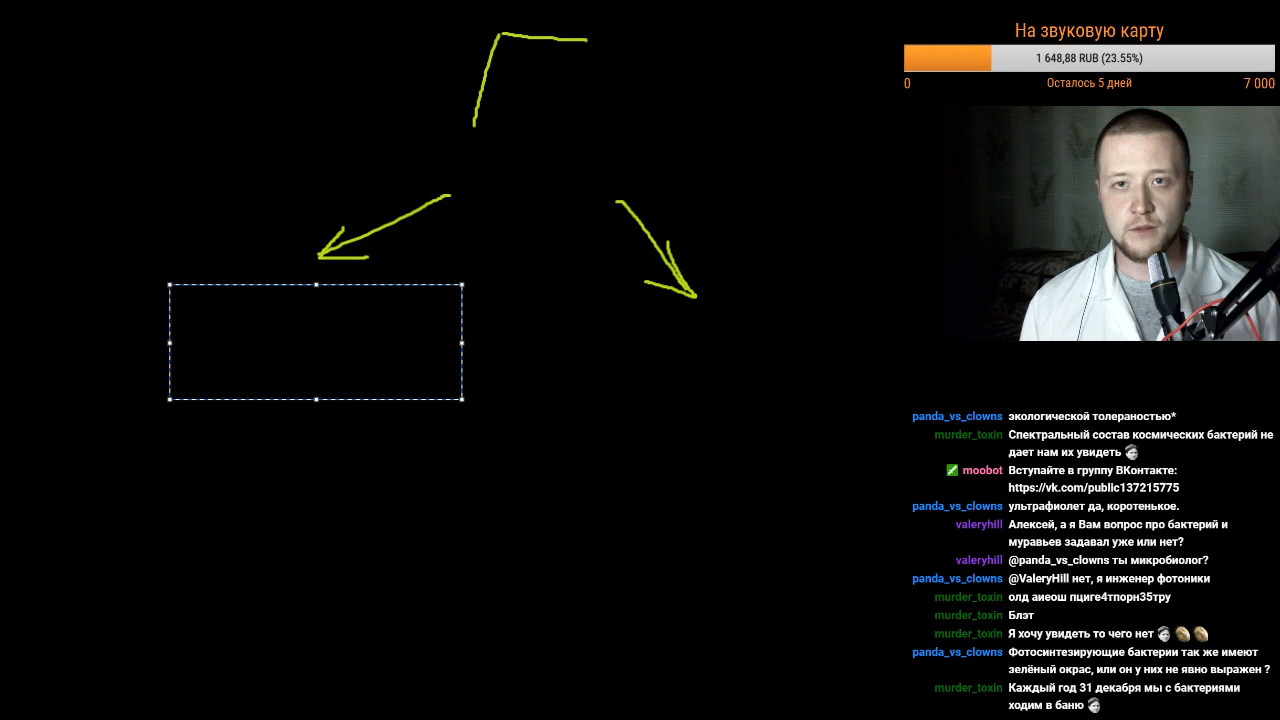 На звуковую карту
1 648,88 RUB (23.55%)
0 Осталось 5 дней 7 000
panda_vs_clowns экологической толераностью*
murder_toxin Спектральный состав космических бактерий не
дает нам их увидеть
moobot Вступайте в группу ВКонтакте:
https://vk.com/public137215775
panda_vs_clowns ультрафиолет да, коротенькое.
valeryhill Алексей, а я Вам вопрос про бактерий и
муравьев задавал уже или нет?
valeryhill @panda_vs_clowns ты микробиолог?
panda_vs_clowns @ValeryHill нет, я инженер фотоники
murder_toxin олд аиеош пциге4тпорн35тру
murder_toxin Блэт
murder_toxin Я хочу увидеть то чего нет
panda_vs_clowns Фотосинтезирующие бактерии так же имеют
зелёный окрас, или он у них не явно выражен ?
murder_toxin Каждый год 31 декабря мы с бактериями
ходим в баню